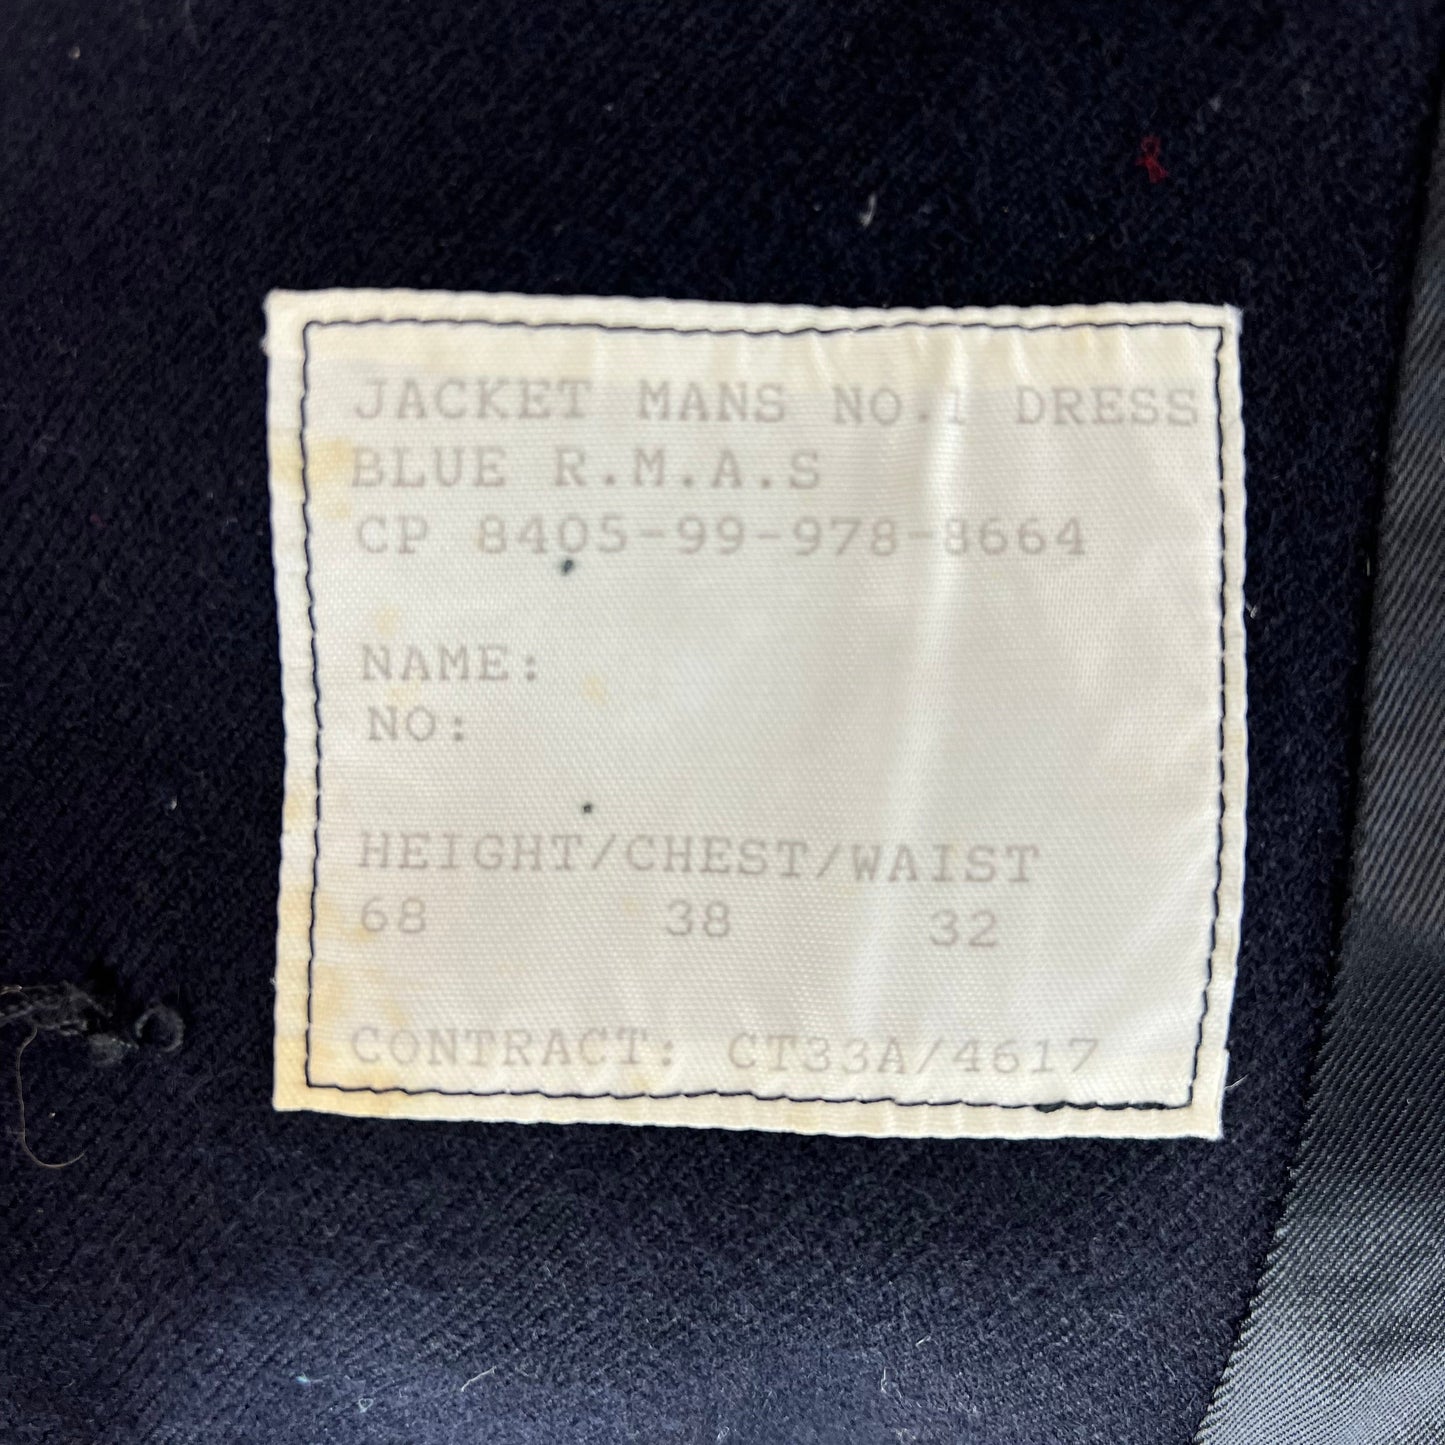 JACKET MANS NO.1 DRESS
BLUE R.M.A.S
CP 8405-99-978-8664
NAME:
NO:
HEIGHT/CHEST/WAIST
68 38 32
CONTRACT: CT33A/4617